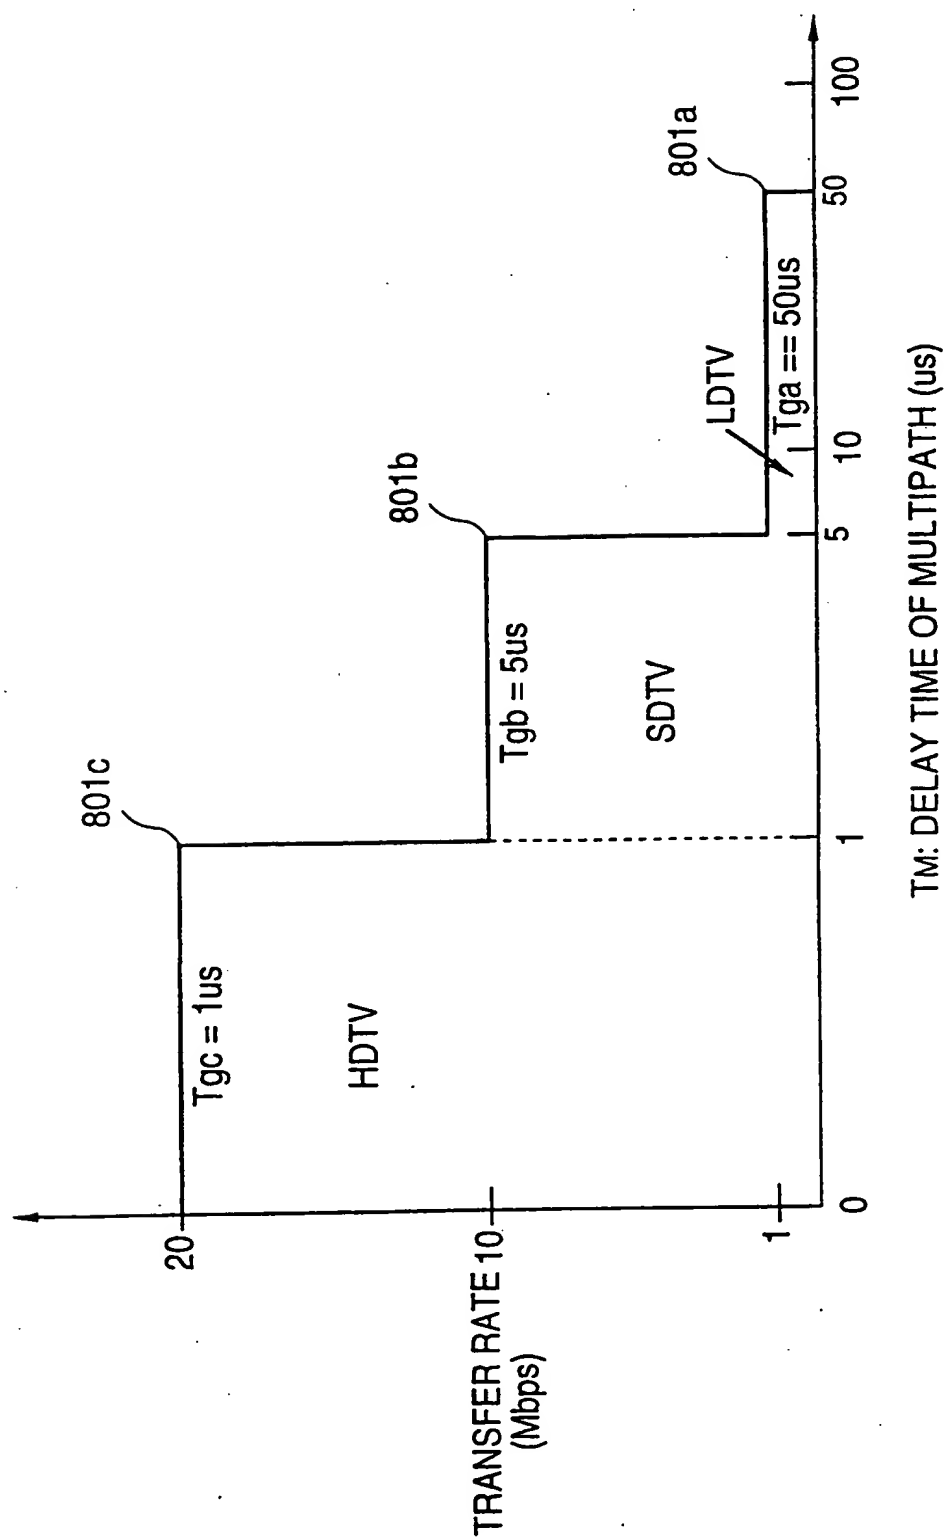 801c
20
Tgc = 1us
HDTV
801b
TRANSFER RATE 10
(Mbps)
Tgb = 5us
SDTV
801a
LDTV
1
Tga == 50us
0
1
5
10
50
100
TM: DELAY TIME OF MULTIPATH (us)